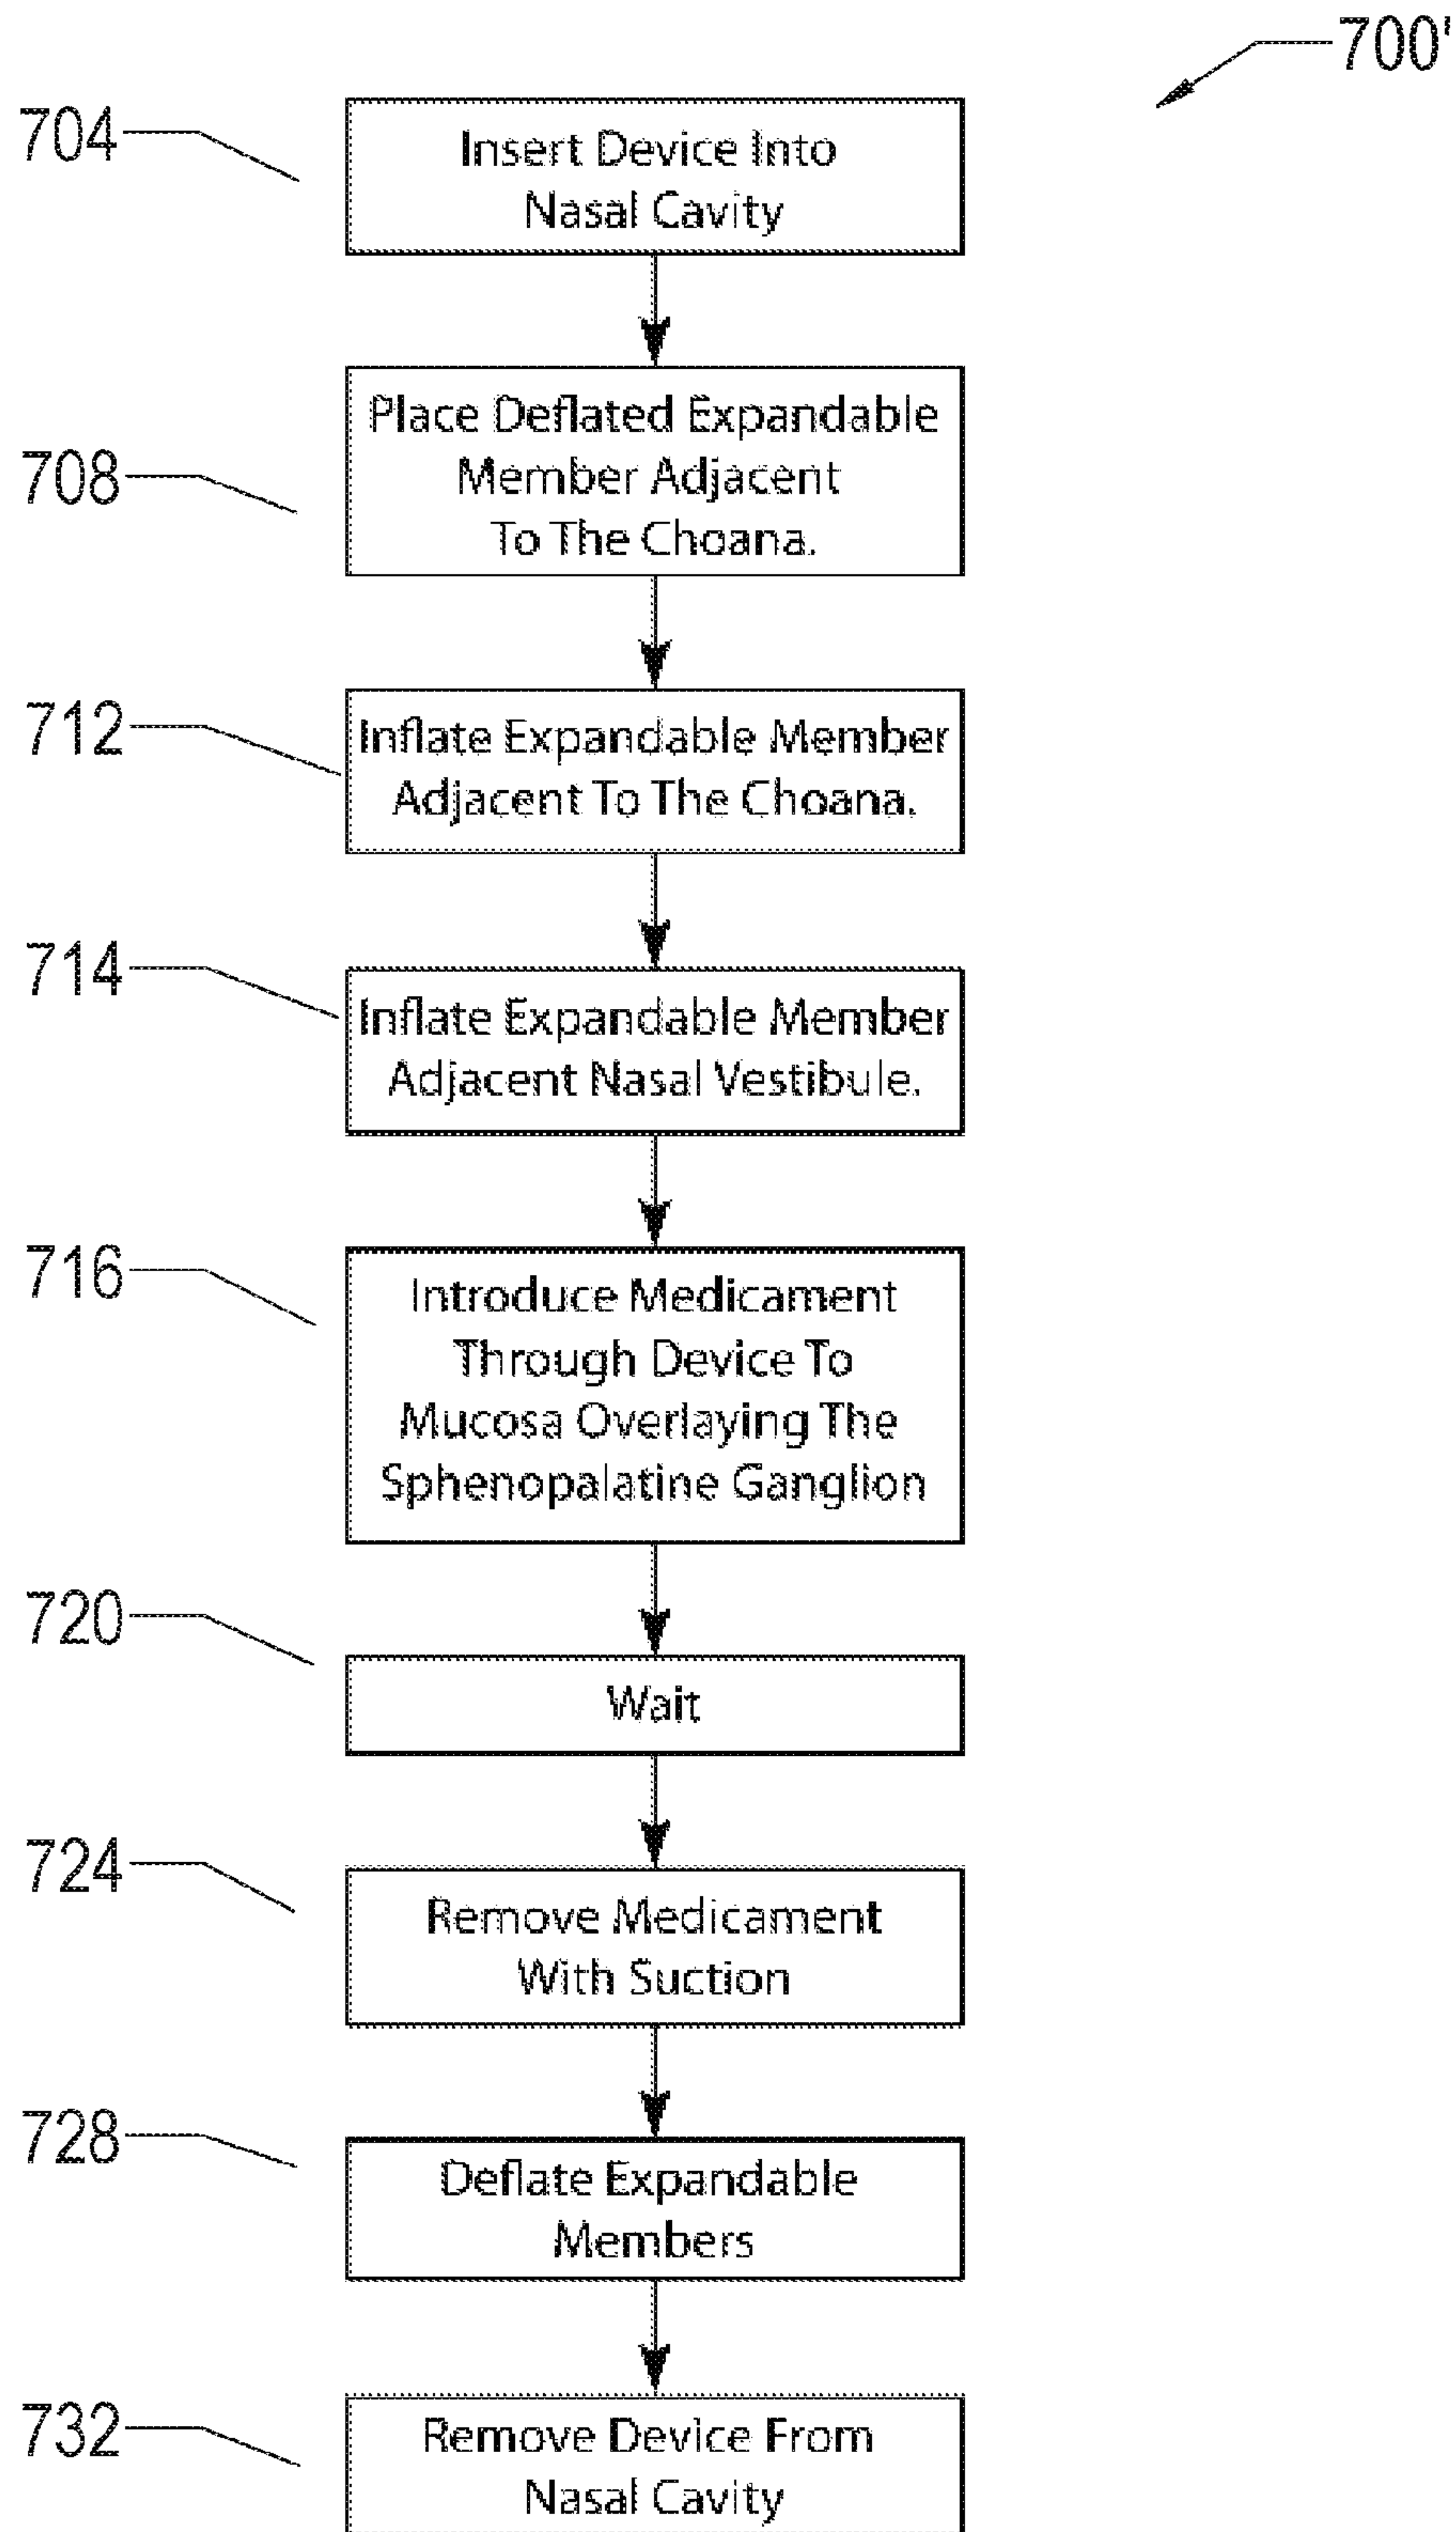 700'
704
Insert Device Into
Nasal Cavity
708
Place Deflated Expandable
Member Adjacent
To The Choana.
712
Inflate Expandable Member
Adjacent To The Choana.
714
Inflate Expandable Member
Adjacent Nasal Vestibule.
716
Introduce Medicament
Through Device To
Mucosa Overlaying The
Sphenopalatine Ganglion
720
Wait
724
Remove Medicament
With Suction
728
Deflate Expandable
Members
732
Remove Device From
Nasal Cavity